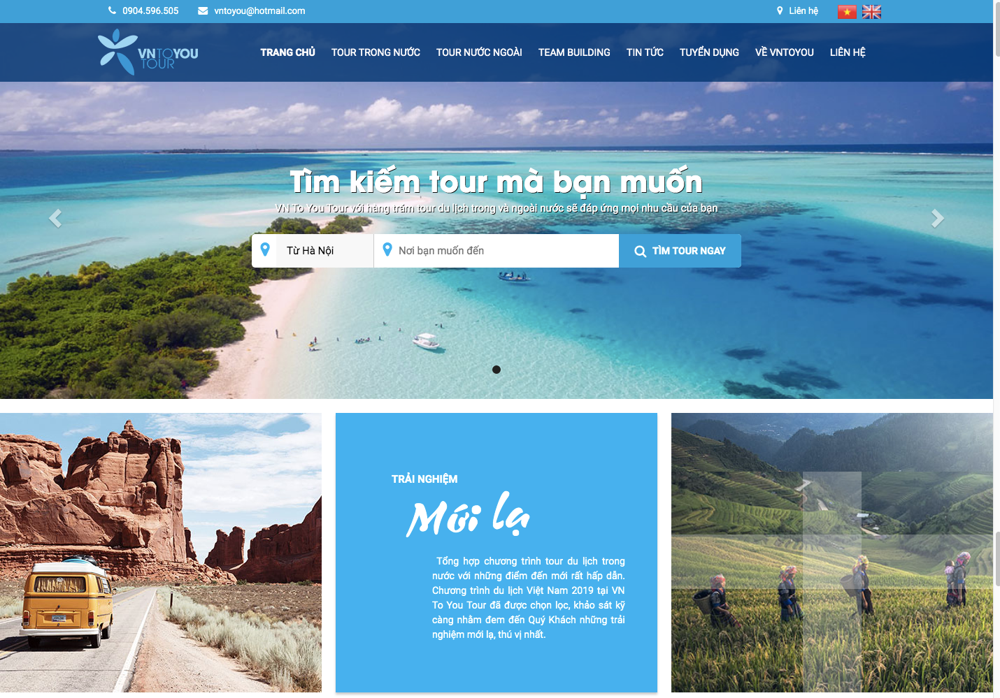 0904.596.505 vntoyou@hotmail.com Liên hệ
VNTOYOU
TOUR
TRANG CHỦ TOUR TRONG NƯỚC TOUR NƯỚC NGOÀI TEAM BUILDING TIN TỨC TUYỂN DỤNG VỀ VNTOYOU LIÊN HỆ
Tìm kiếm tour mà bạn muốn
VN To You Tour với hàng trăm tour du lịch trong và ngoài nước sẽ đáp ứng mọi nhu cầu của bạn
Từ Hà Nội Nơi bạn muốn đến TÌM TOUR NGAY
TRẢI NGHIỆM
Mới lạ
Tổng hợp chương trình tour du lịch trong
nước với những điểm đến mới rất hấp dẫn.
Chương trình du lịch Việt Nam 2019 tại VN
To You Tour đã được chọn lọc, khảo sát kỹ
càng nhằm đem đến Quý Khách những trải
nghiệm mới lạ, thú vị nhất.